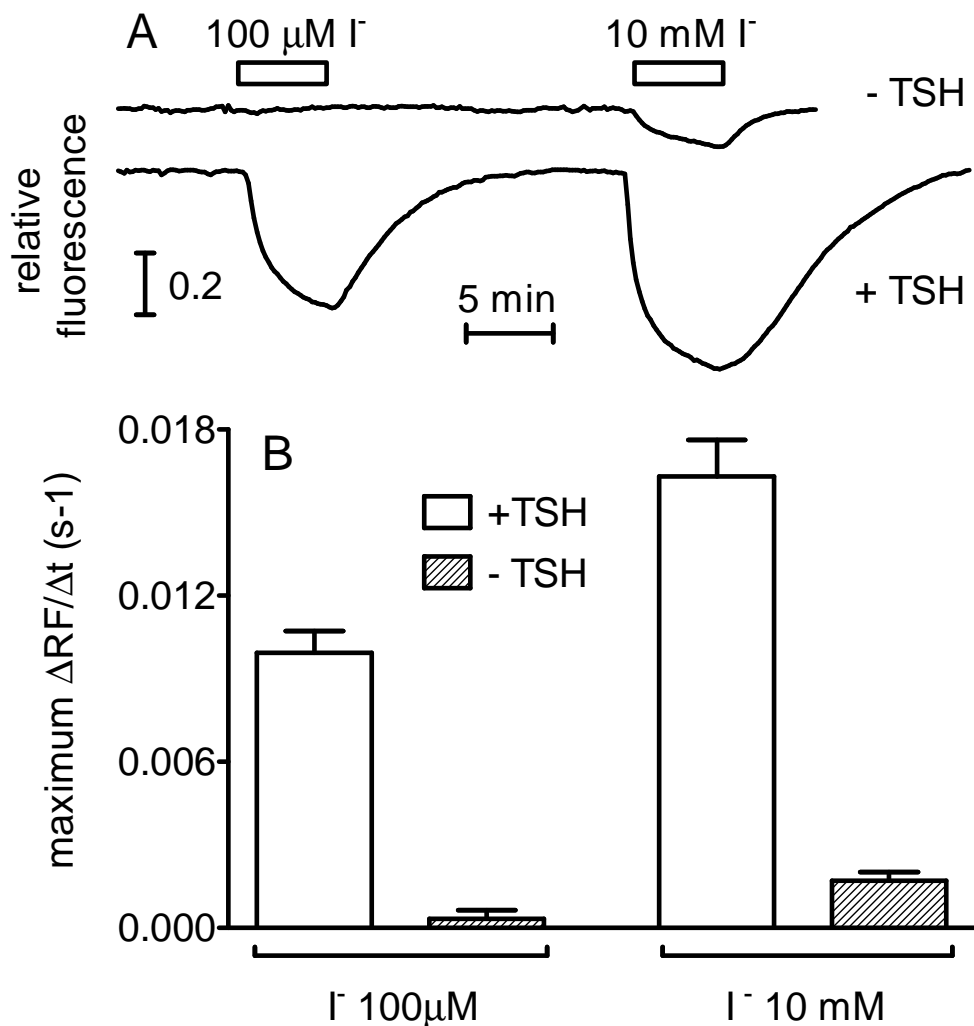 A
100 μM I⁻
10 mM I⁻
- TSH
relative
fluorescence
0.2
5 min
+ TSH
B
0.018
0.012
0.006
0.000
maximum ΔRF/Δt (s-1)
+TSH
- TSH
I⁻ 100μM
I⁻ 10 mM